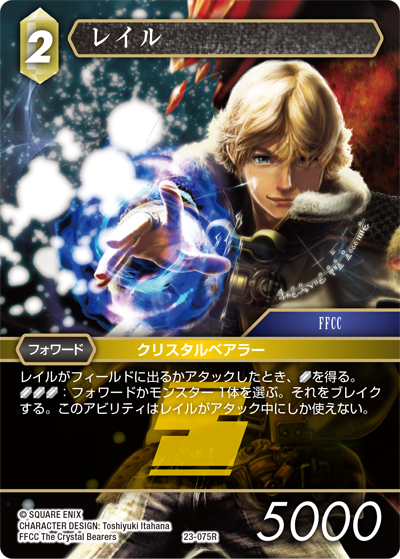 2
レイル
FFCC
フォワード
クリスタルベアラー
レイルがフィールドに出るかアタックしたとき、を得る。
：フォワードかモンスター1体を選ぶ。それをブレイク
する。このアビリティはレイルがアタック中にしか使えない。
© SQUARE ENIX
CHARACTER DESIGN: Toshiyuki Itahana
FFCC The Crystal Bearers
23-075R
5000